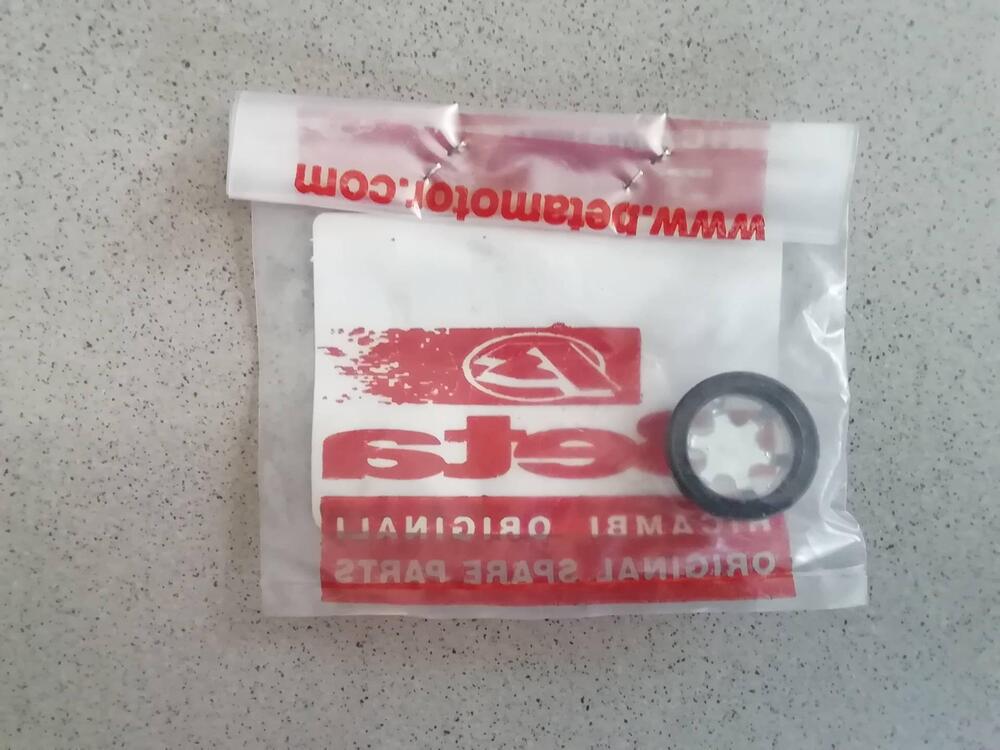 www.betamotor.com
beta
RICAMBI ORIGINALI
ORIGINAL SPARE PARTS